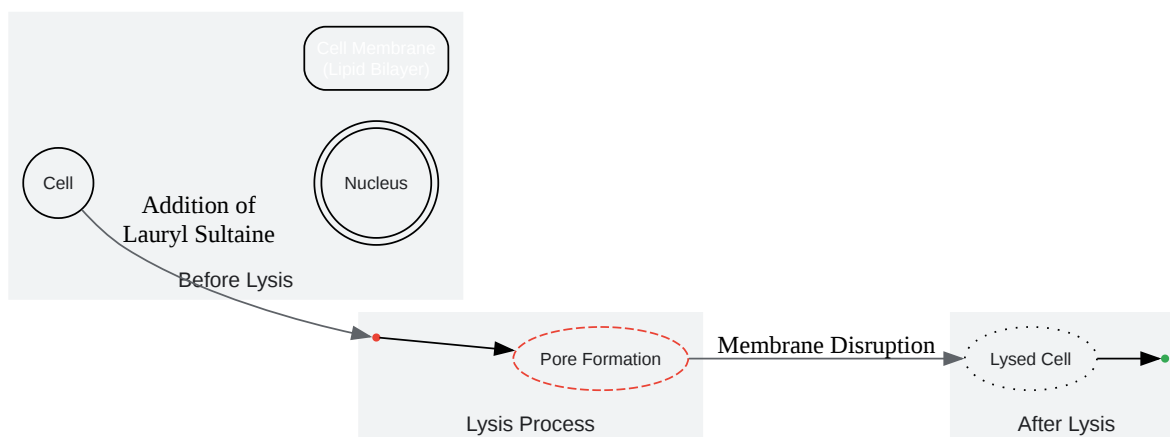 Cell Membrane
(Lipid Bilayer)
Cell
Nucleus
Addition of
Lauryl Sultaine
Before Lysis
Pore Formation
Membrane Disruption
Lysed Cell
Lysis Process
After Lysis